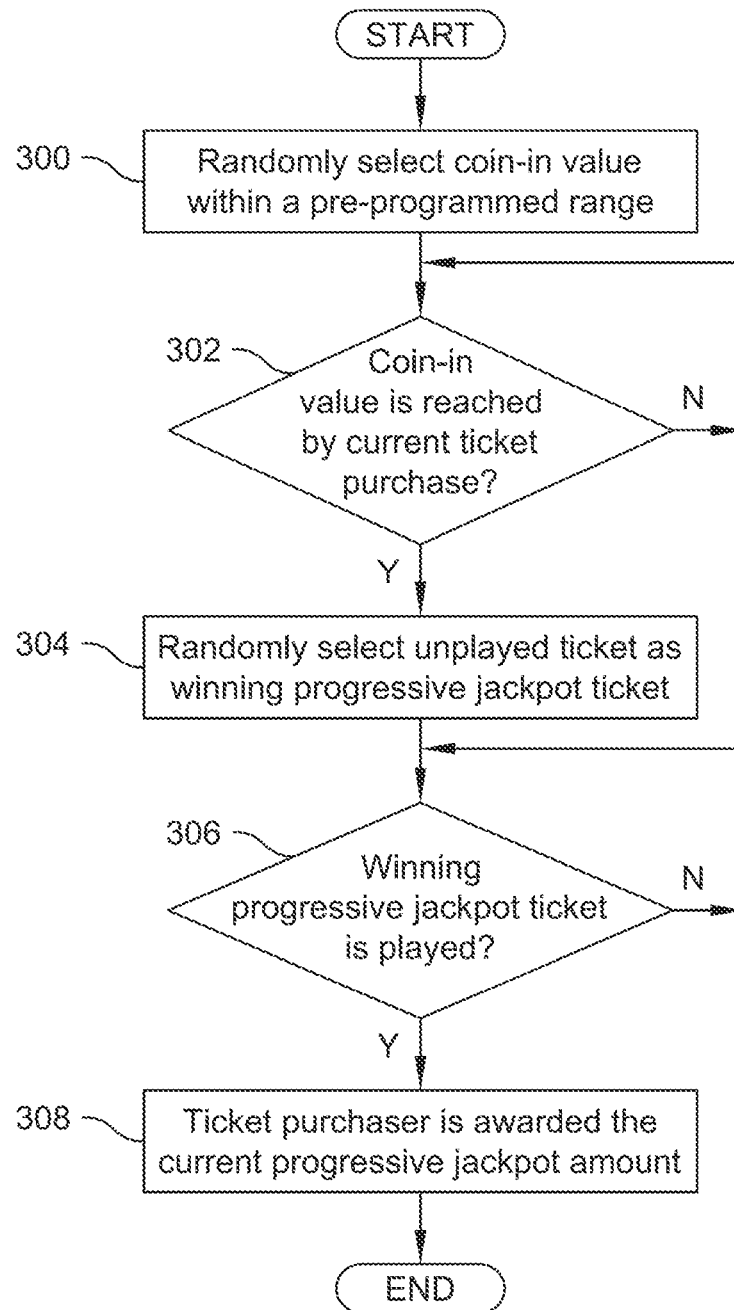 START
300
Randomly select coin-in value
within a pre-programmed range
302
Coin-in
value is reached
by current ticket
purchase?
N
Y
304
Randomly select unplayed ticket as
winning progressive jackpot ticket
306
Winning
progressive jackpot ticket
is played?
N
Y
308
Ticket purchaser is awarded the
current progressive jackpot amount
END